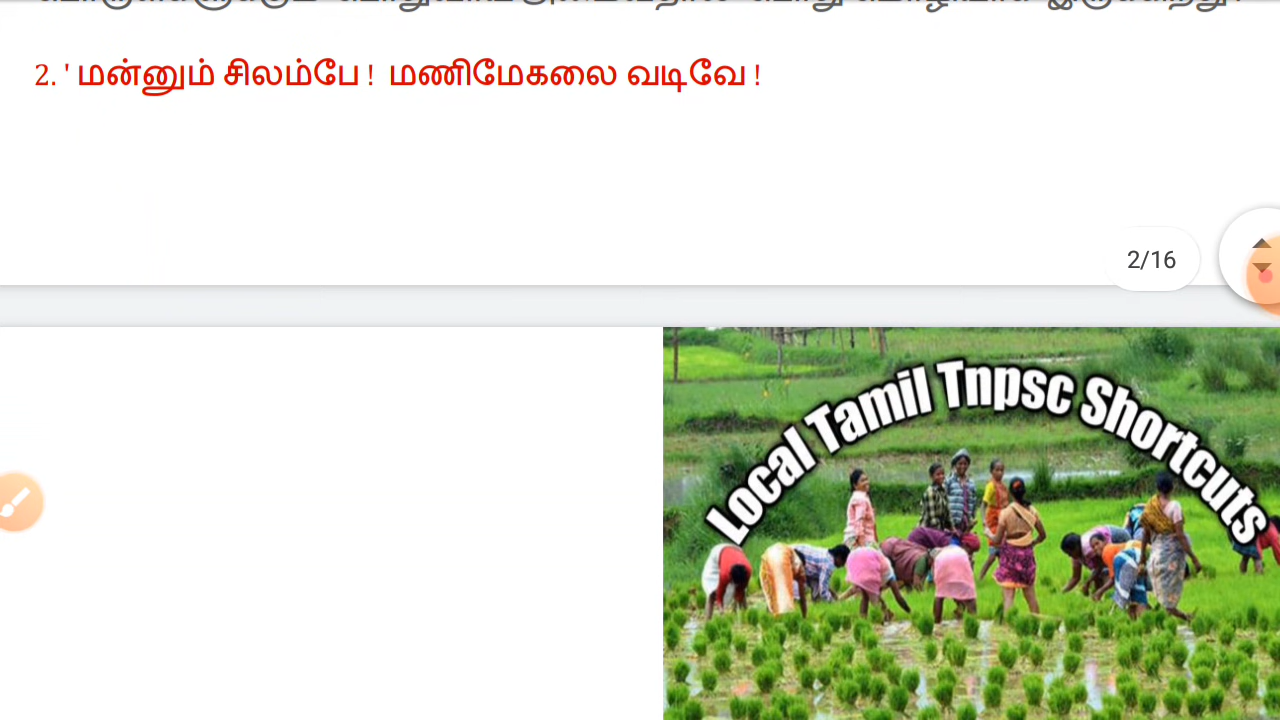 2. ' மன்னும் சிலம்பே ! மணிமேகலை வடிவே !
2/16
Local Tamil Tnpsc Shortcuts